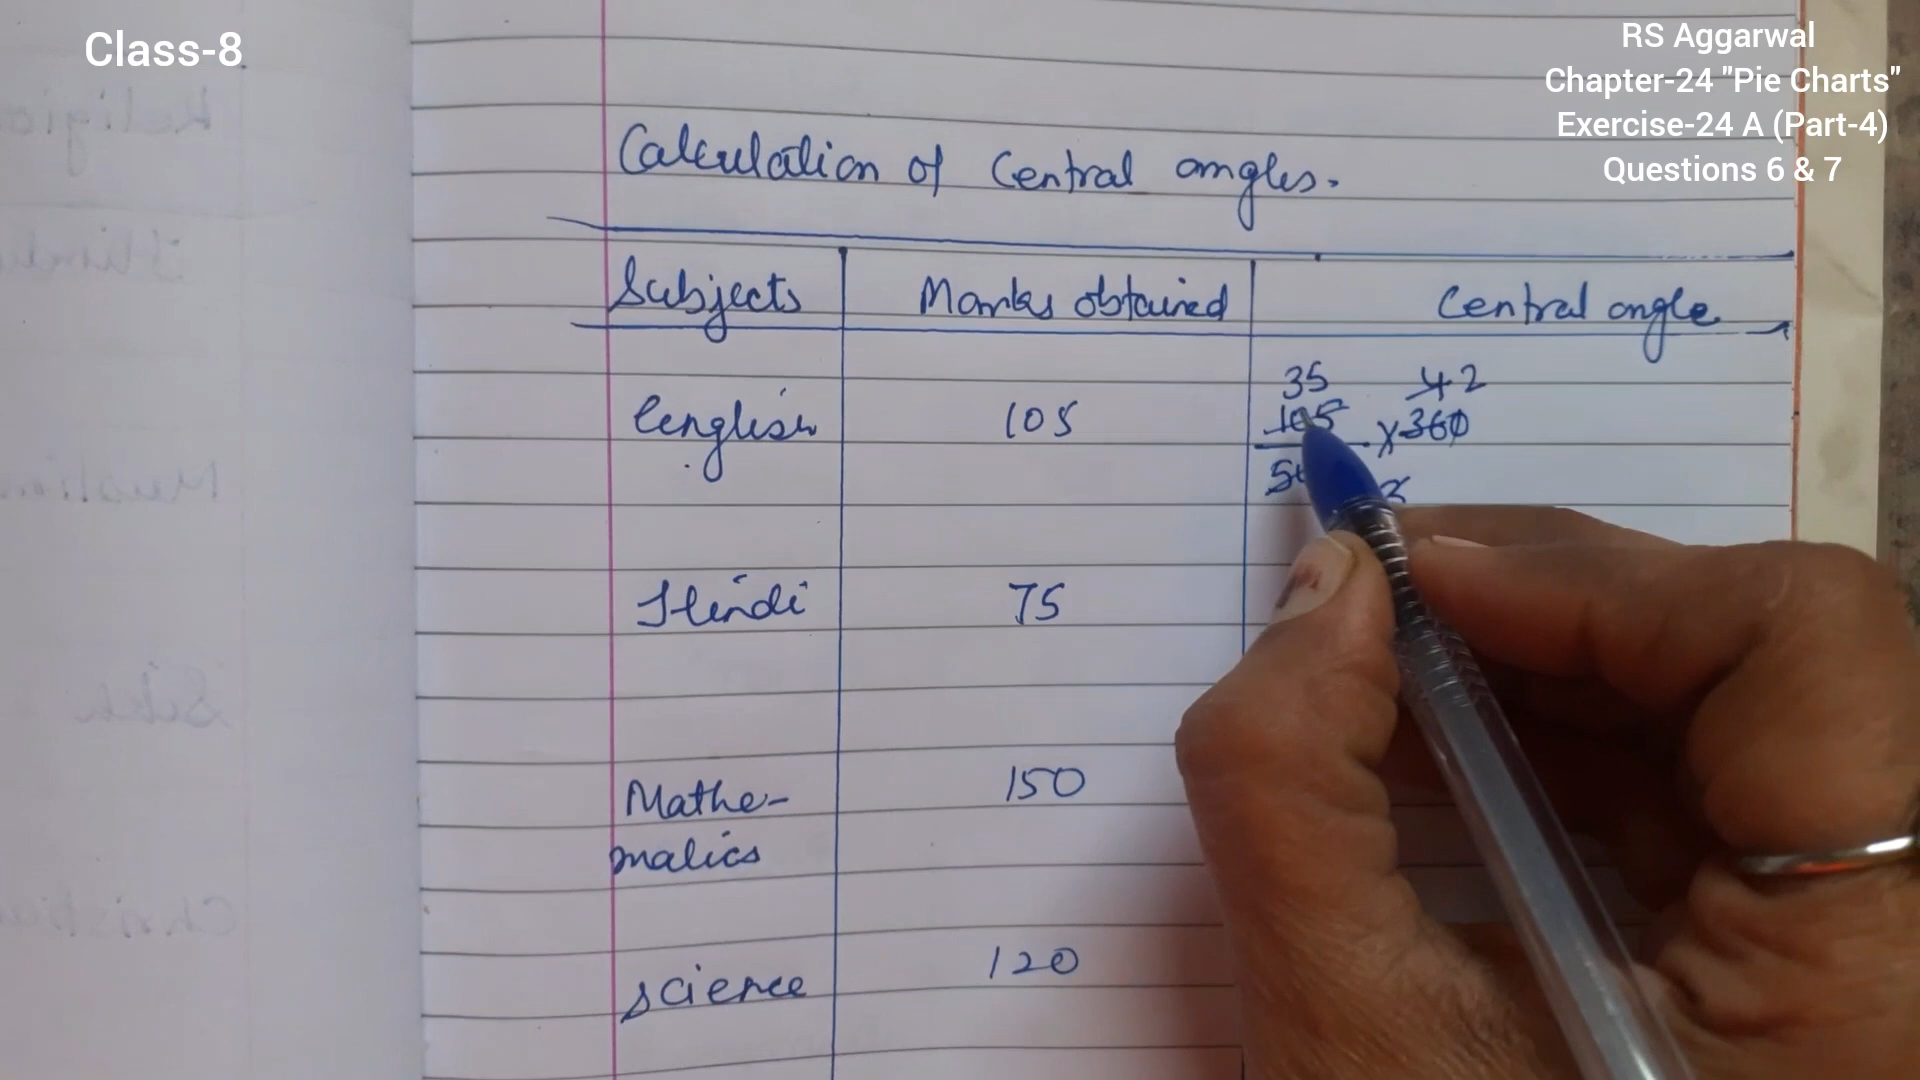 Class-8
RS Aggarwal
Chapter-24 "Pie Charts"
Exercise-24 A (Part-4)
Questions 6 & 7
Calculation of Central angles.
Subjects Marks obtained Central angle
35 42
English 105 105 × 360
Hindi 75
Mathe- 150
matics
Science 120